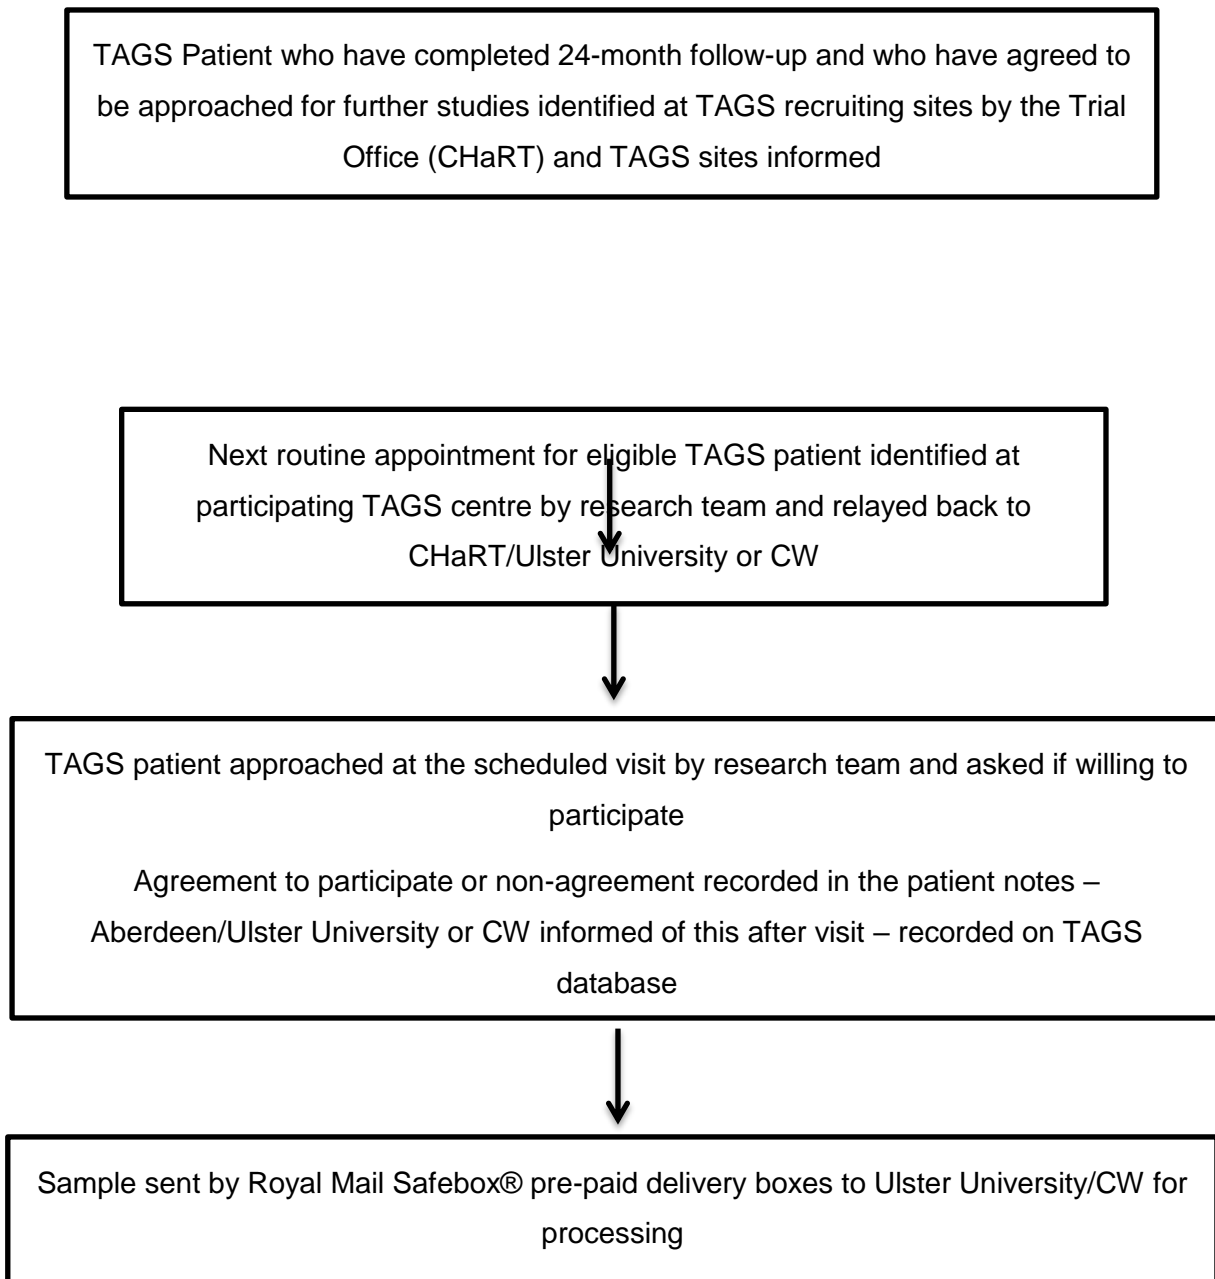 TAGS Patient who have completed 24-month follow-up and who have agreed to
be approached for further studies identified at TAGS recruiting sites by the Trial
Office (CHaRT) and TAGS sites informed
Next routine appointment for eligible TAGS patient identified at
participating TAGS centre by research team and relayed back to
CHaRT/Ulster University or CW
TAGS patient approached at the scheduled visit by research team and asked if willing to
participate
Agreement to participate or non-agreement recorded in the patient notes –
Aberdeen/Ulster University or CW informed of this after visit – recorded on TAGS
database
Sample sent by Royal Mail Safebox® pre-paid delivery boxes to Ulster University/CW for
processing